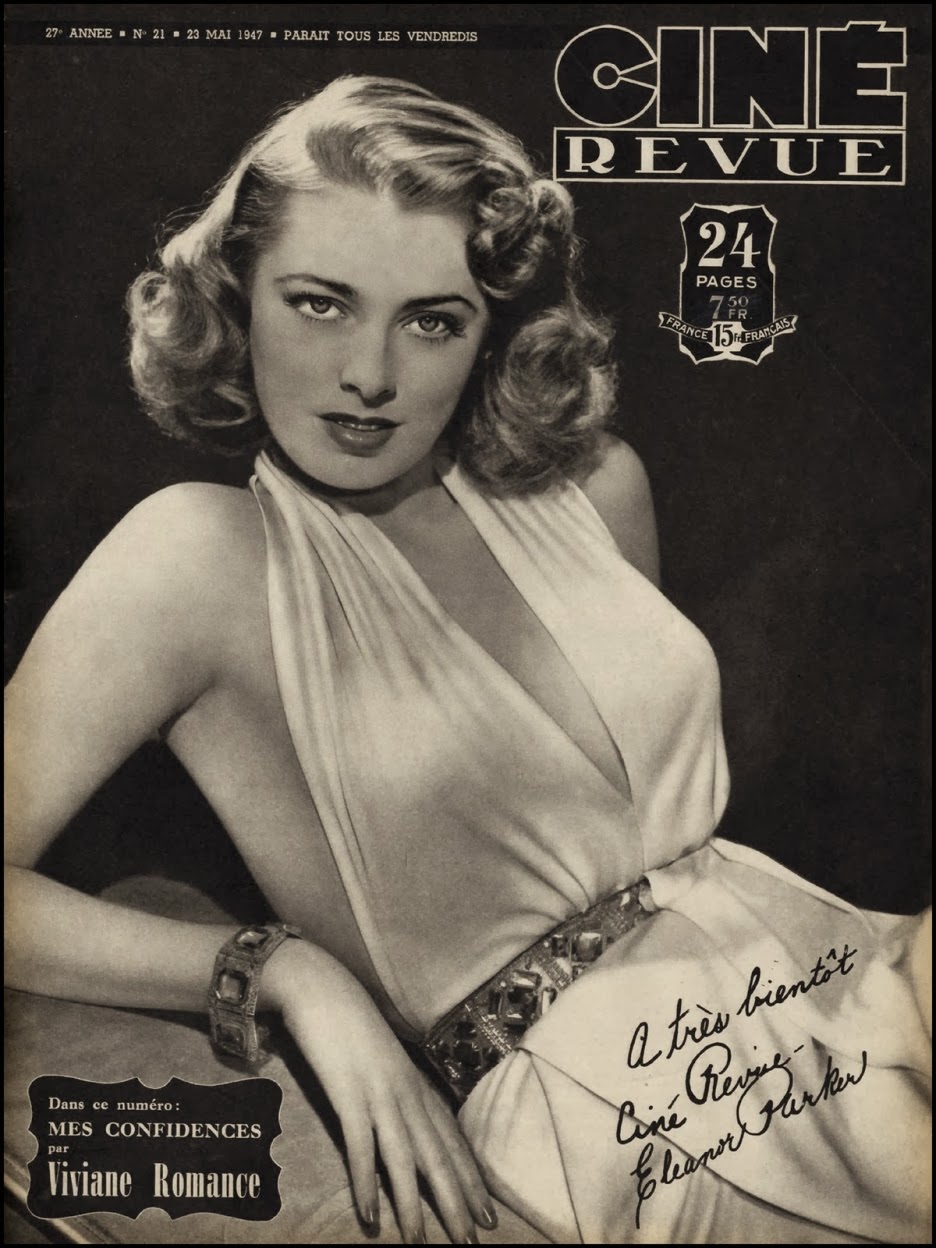 27e ANNEE ▪ No 21 ▪ 23 MAI 1947 ▪ PARAIT TOUS LES VENDREDIS
CINÉ
REVUE
24
PAGES
7 50 FR
FRANCE 15 Fr FRANÇAIS
A très bientôt
Ciné Revue -
Eleanor Parker
Dans ce numéro:
MES CONFIDENCES
par
Viviane Romance